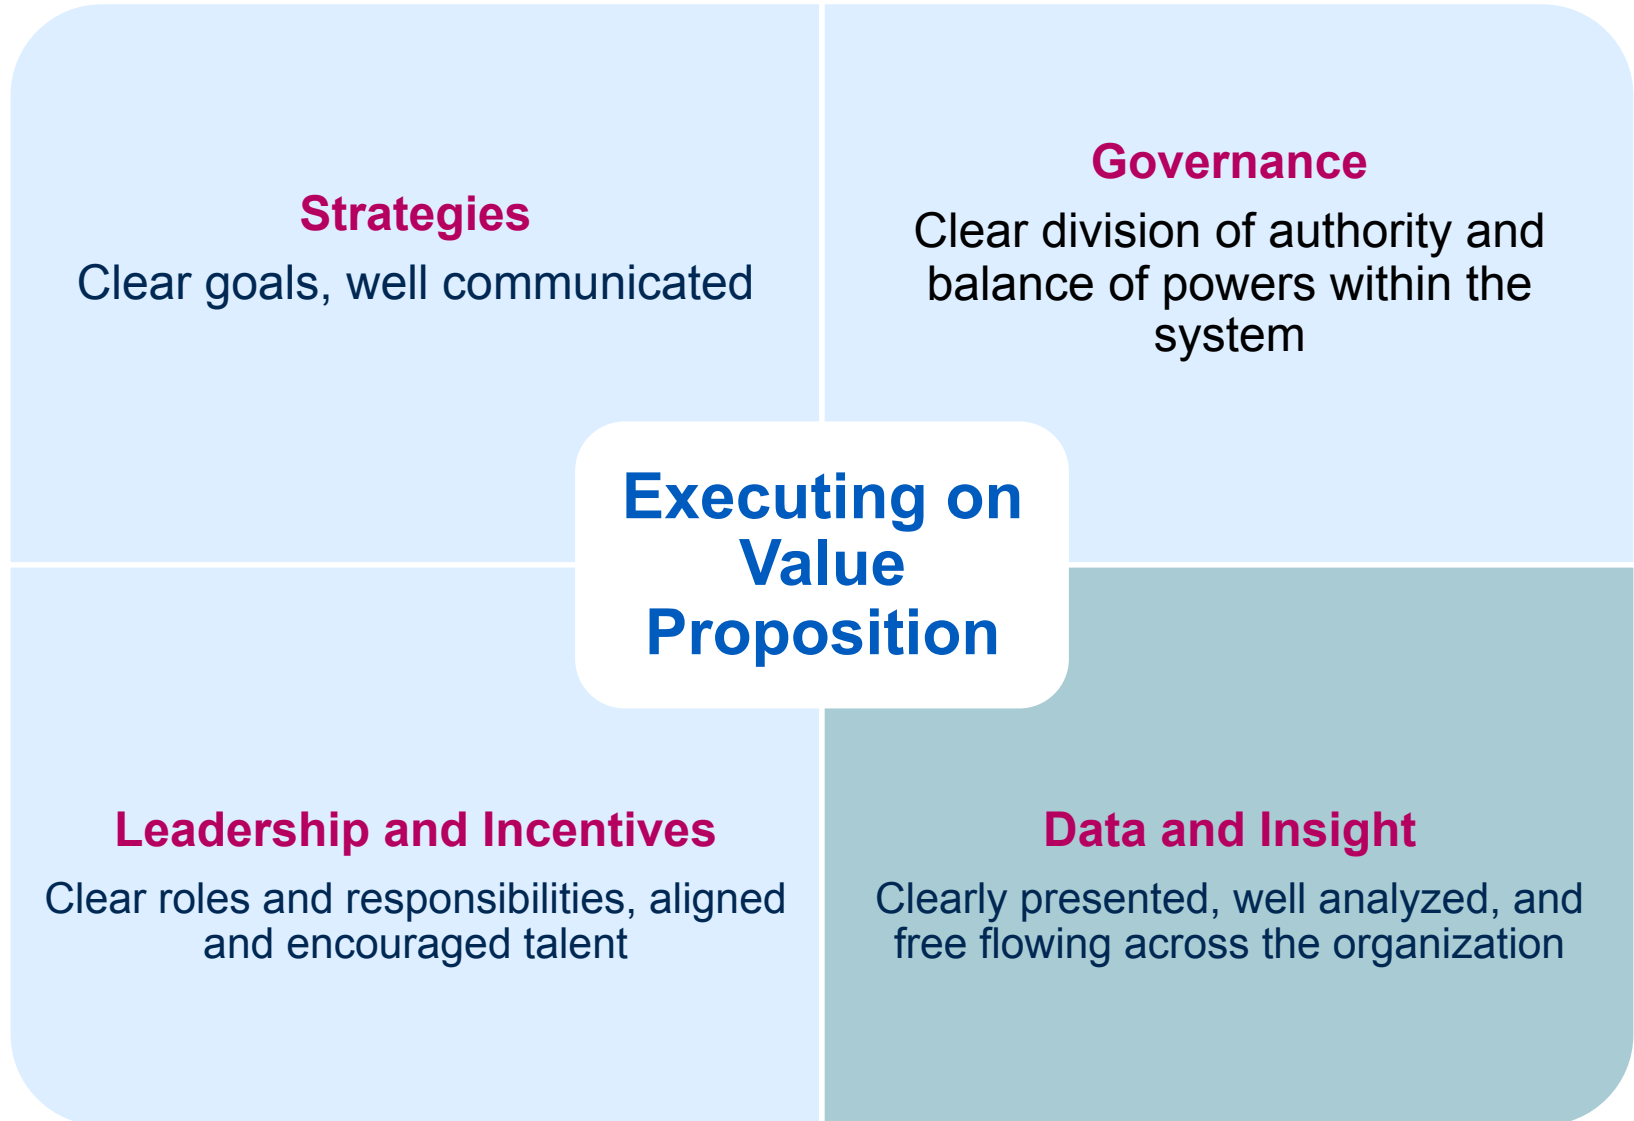 Strategies
Clear goals, well communicated
Governance
Clear division of authority and
balance of powers within the
system
Executing on
Value
Proposition
Leadership and Incentives
Clear roles and responsibilities, aligned
and encouraged talent
Data and Insight
Clearly presented, well analyzed, and
free flowing across the organization